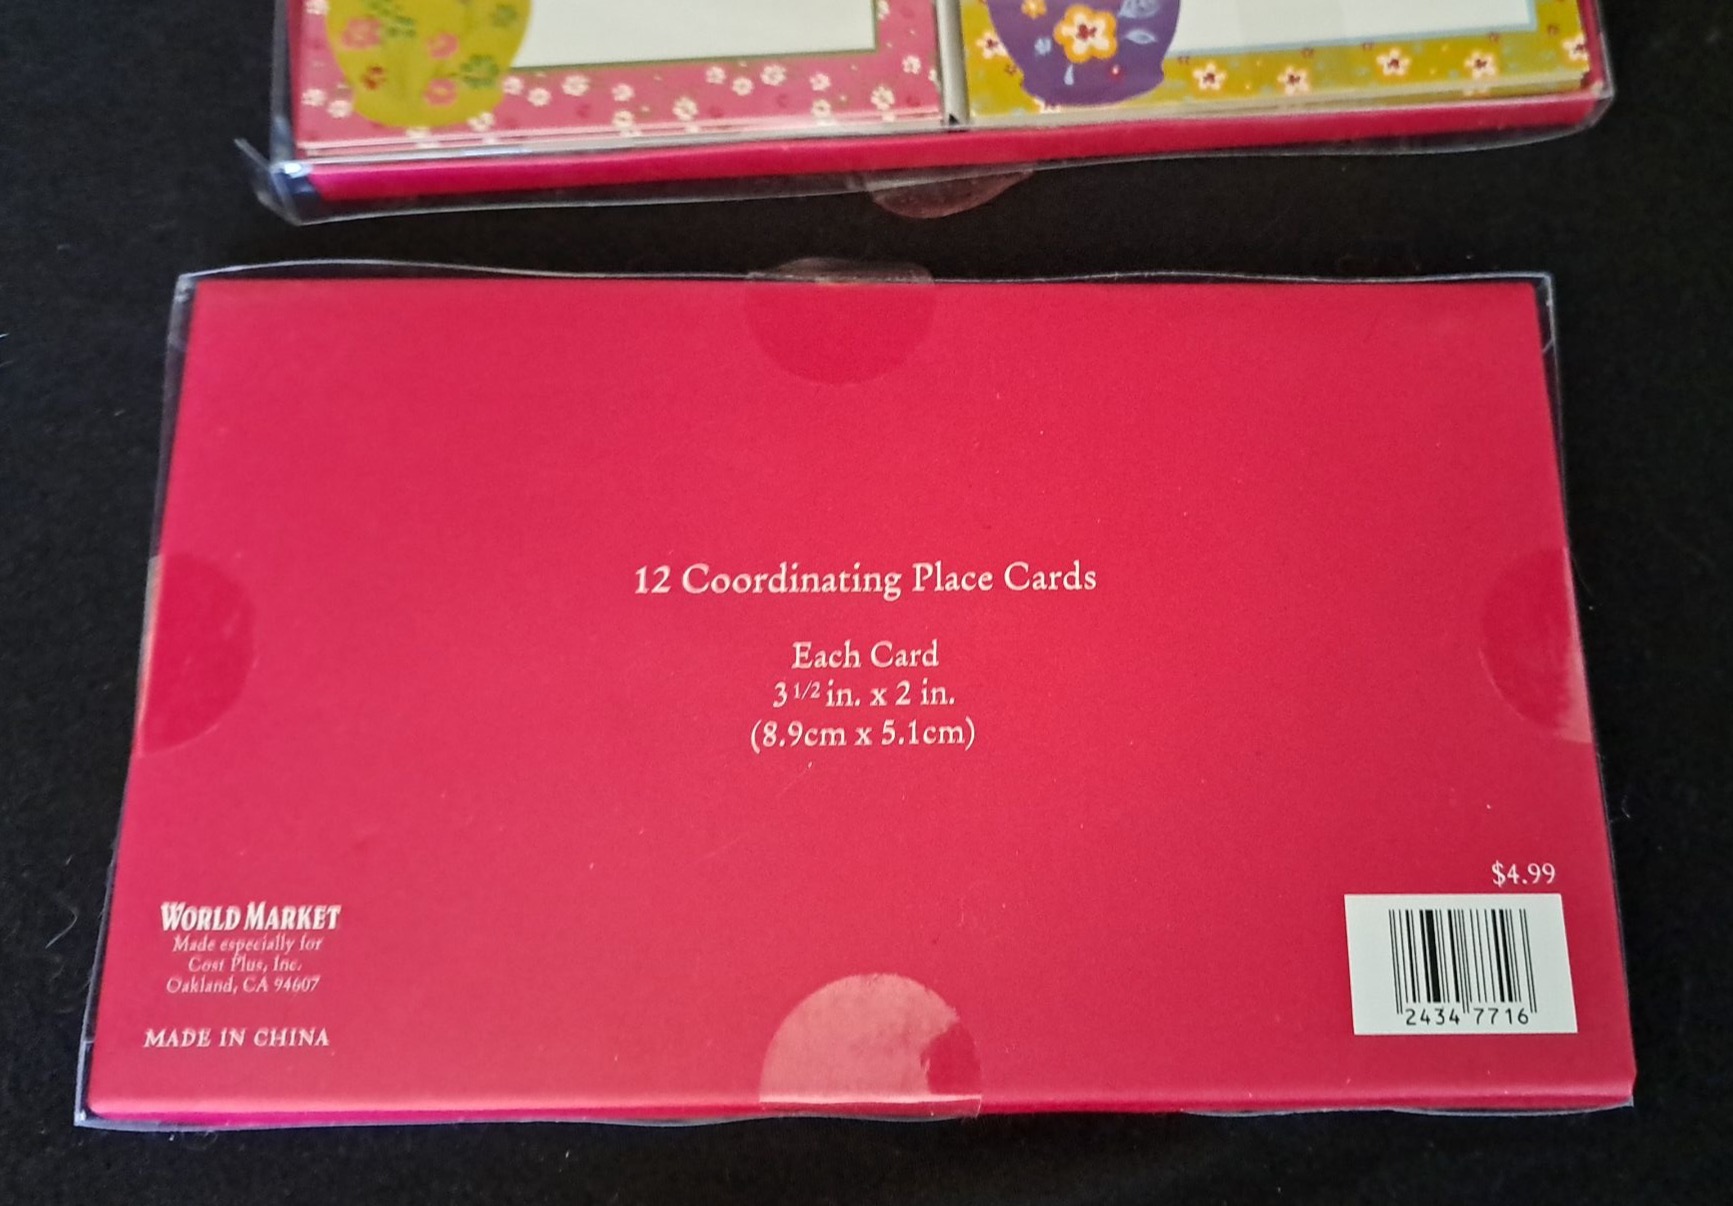 12 Coordinating Place Cards
Each Card
3 1/2 in. x 2 in.
(8.9cm x 5.1cm)
$4.99
2434 7716
WORLD MARKET
Made especially for
Cost Plus, Inc.
Oakland, CA 94607
MADE IN CHINA